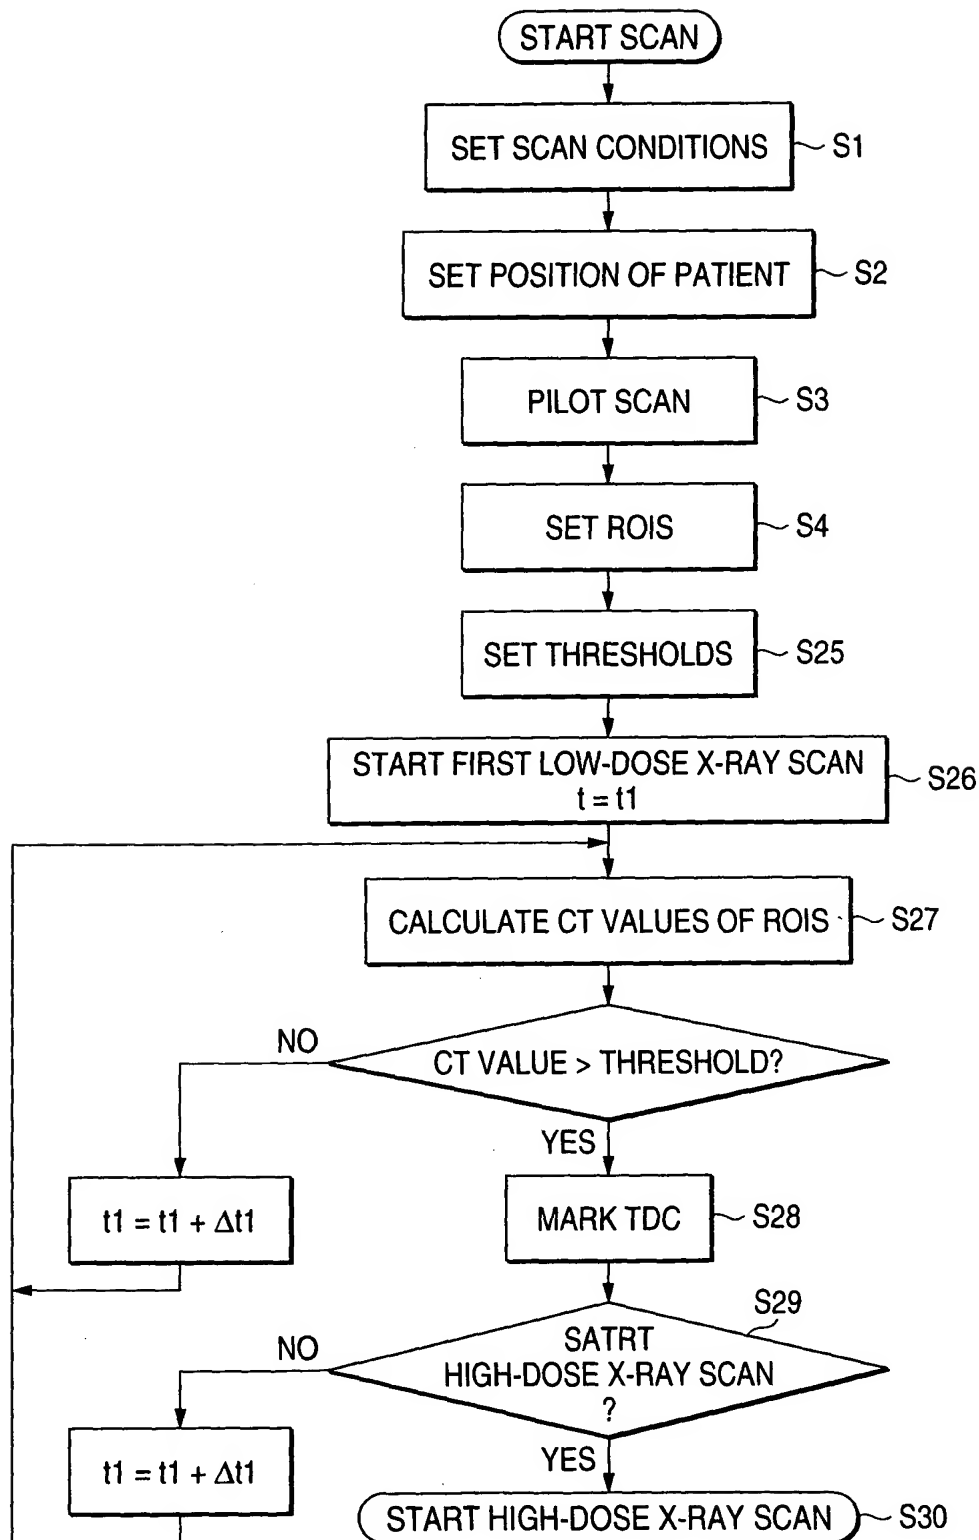 START SCAN
SET SCAN CONDITIONS
S1
SET POSITION OF PATIENT
S2
PILOT SCAN
S3
SET ROIS
S4
SET THRESHOLDS
S25
START FIRST LOW-DOSE X-RAY SCAN
t = t1
S26
CALCULATE CT VALUES OF ROIS
S27
NO
CT VALUE > THRESHOLD?
YES
t1 = t1 + Δt1
MARK TDC
S28
S29
NO
SATRT
HIGH-DOSE X-RAY SCAN
?
YES
t1 = t1 + Δt1
START HIGH-DOSE X-RAY SCAN
S30